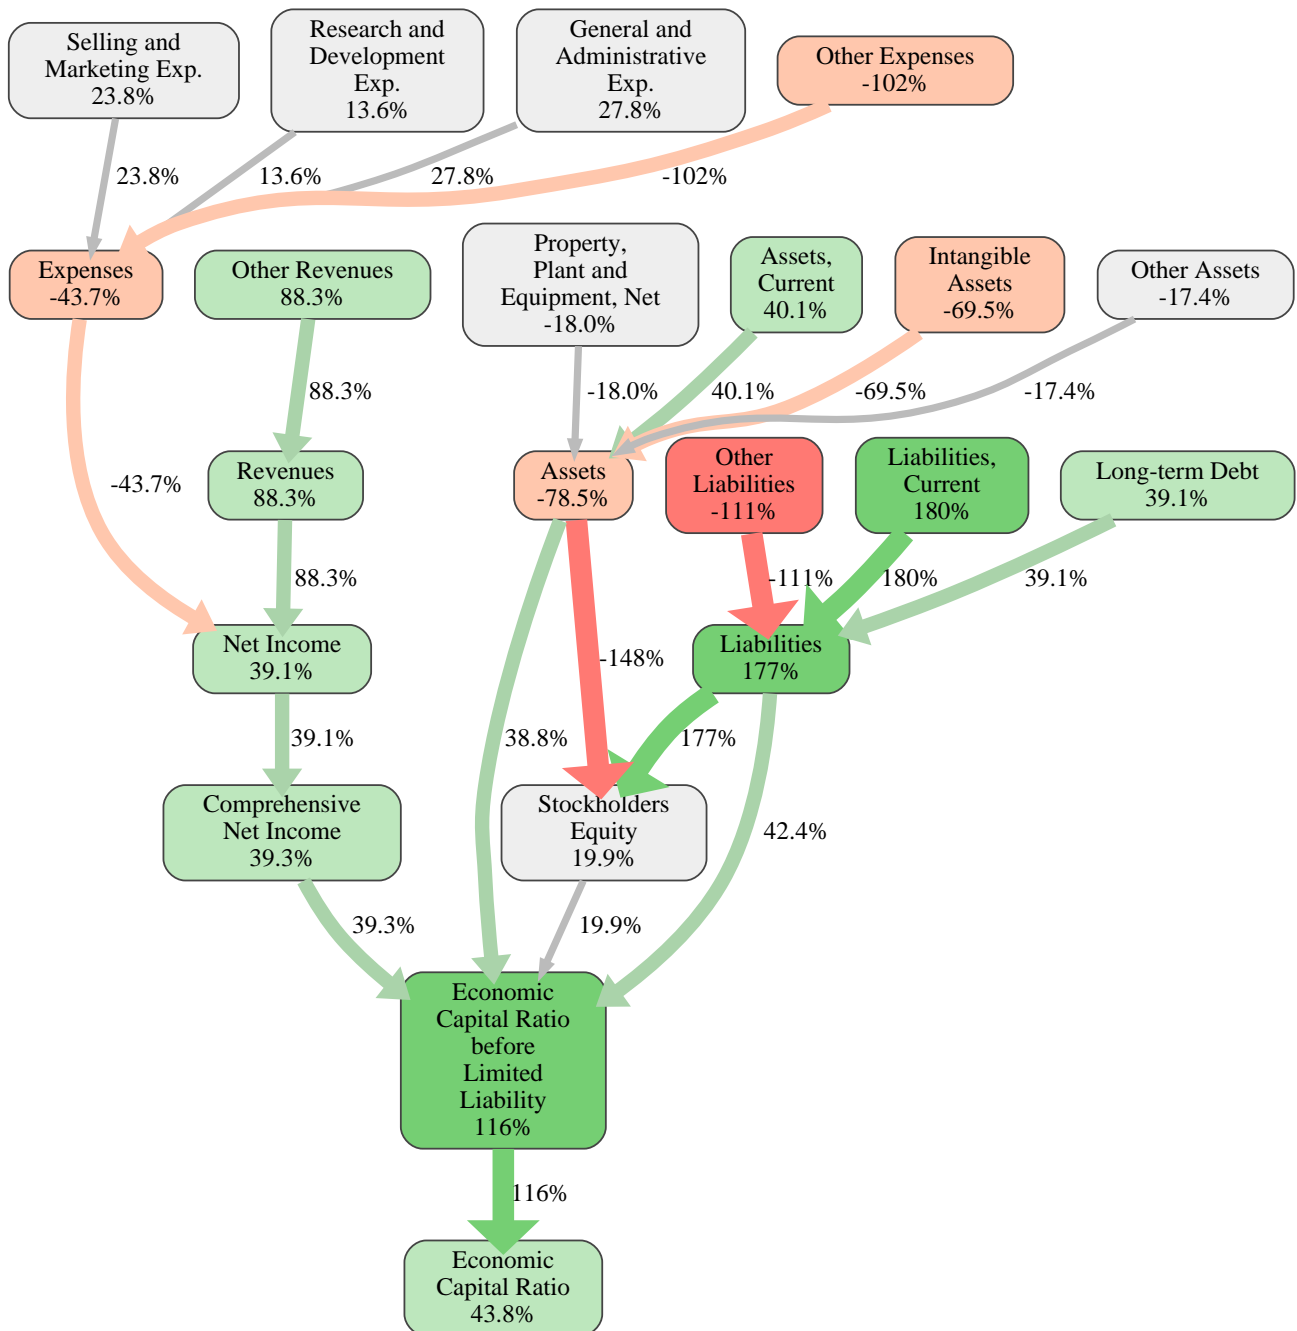 Selling and
Marketing Exp.
23.8%
Research and
Development
Exp.
13.6%
General and
Administrative
Exp.
27.8%
Other Expenses
-102%
23.8%
13.6%
27.8%
-102%
Expenses
-43.7%
Other Revenues
88.3%
Property,
Plant and
Equipment, Net
-18.0%
Assets,
Current
40.1%
Intangible
Assets
-69.5%
Other Assets
-17.4%
88.3%
-18.0%
40.1%
-69.5%
-17.4%
-43.7%
Revenues
88.3%
Assets
-78.5%
Other
Liabilities
-111%
Liabilities,
Current
180%
Long-term Debt
39.1%
88.3%
-111%
180%
39.1%
Net Income
39.1%
-148%
Liabilities
177%
39.1%
38.8%
177%
Comprehensive
Net Income
39.3%
Stockholders
Equity
19.9%
42.4%
39.3%
19.9%
Economic
Capital Ratio
before
Limited
Liability
116%
116%
Economic
Capital Ratio
43.8%